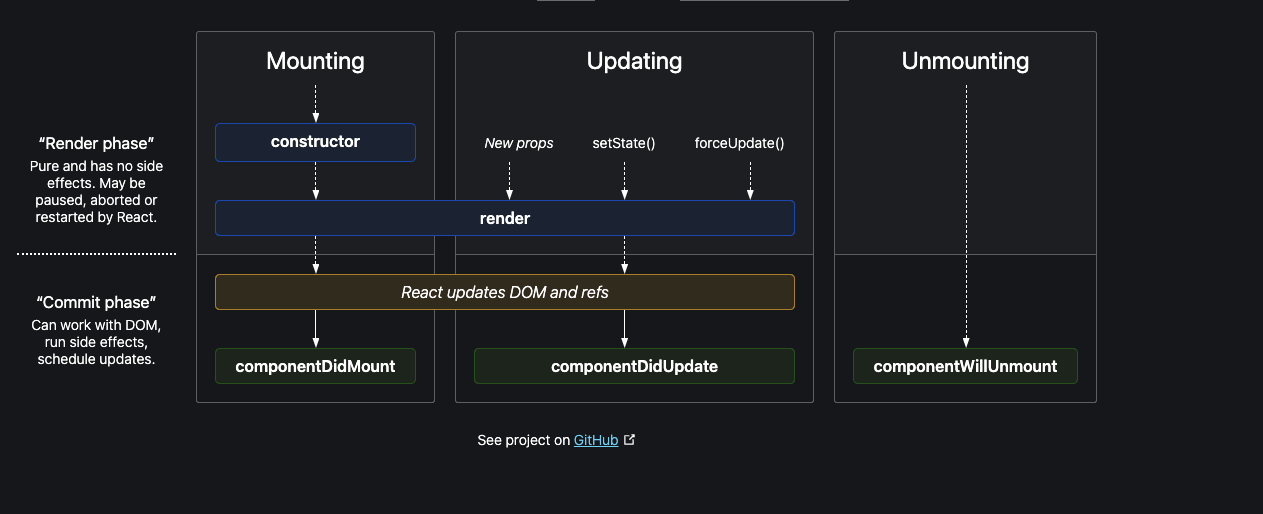 Mounting
Updating
Unmounting
“Render phase”
Pure and has no side
effects. May be
paused, aborted or
restarted by React.
constructor
New props
setState()
forceUpdate()
render
“Commit phase”
Can work with DOM,
run side effects,
schedule updates.
React updates DOM and refs
componentDidMount
componentDidUpdate
componentWillUnmount
See project on GitHub